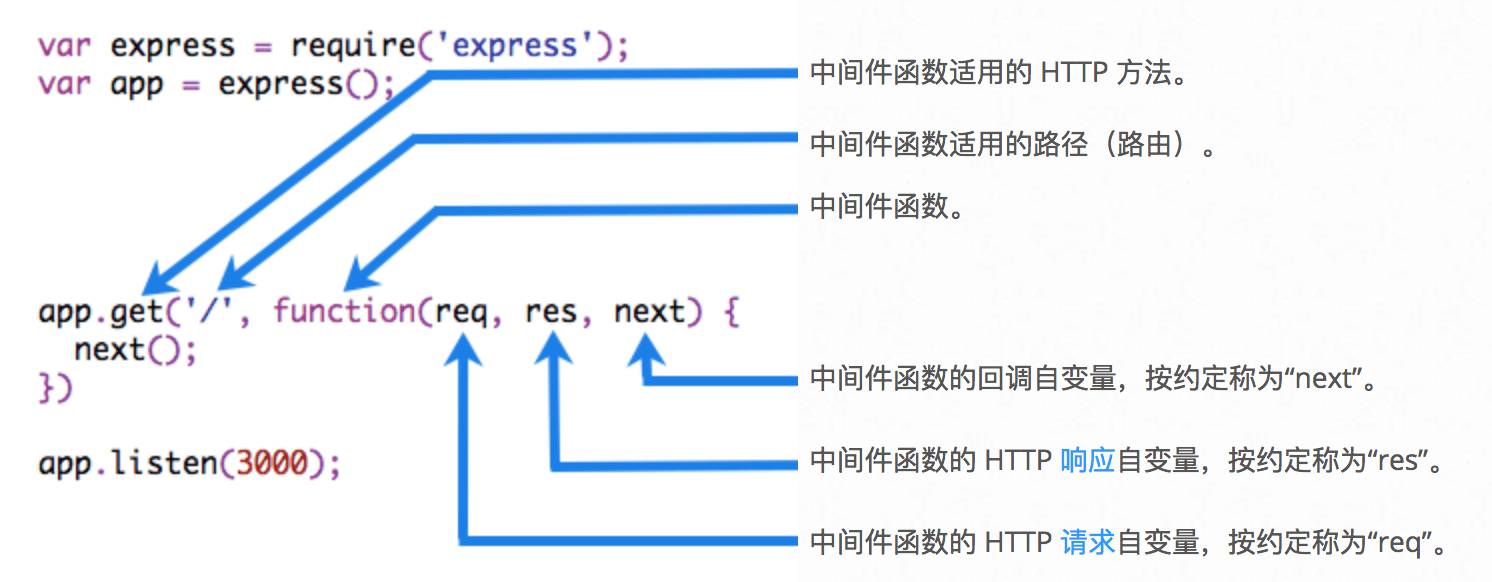 var express = require('express');
var app = express();
中间件函数适用的 HTTP 方法。
中间件函数适用的路径（路由）。
中间件函数。
app.get('/', function(req, res, next) {
  next();
})
app.listen(3000);
中间件函数的回调自变量，按约定称为“next”。
中间件函数的 HTTP 响应自变量，按约定称为“res”。
中间件函数的 HTTP 请求自变量，按约定称为“req”。